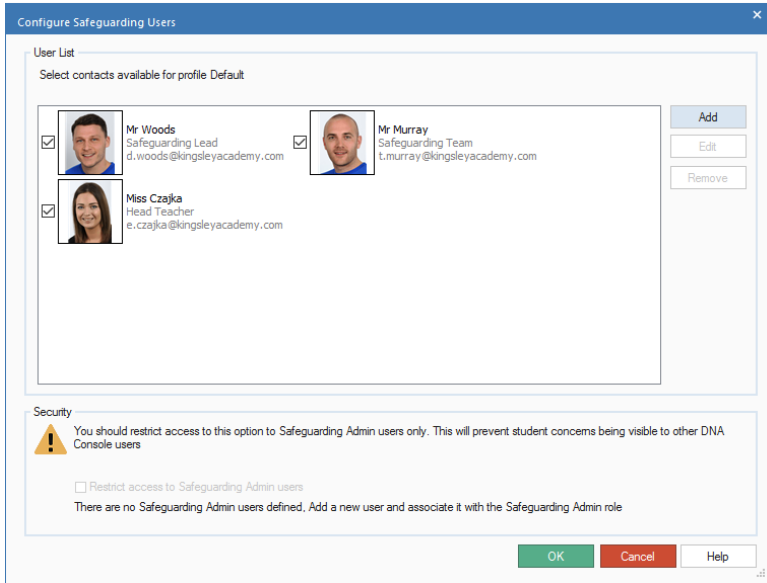 Configure Safeguarding Users
User List
Select contacts available for profile Default
Mr Woods
Safeguarding Lead
d.woods@kingsleyacademy.com
Mr Murray
Safeguarding Team
t.murray@kingsleyacademy.com
Miss Czajka
Head Teacher
e.czajka@kingsleyacademy.com
Add
Edit
Remove
Security
You should restrict access to this option to Safeguarding Admin users only. This will prevent student concerns being visible to other DNA
Console users
Restrict access to Safeguarding Admin users
There are no Safeguarding Admin users defined, Add a new user and associate it with the Safeguarding Admin role
OK
Cancel
Help